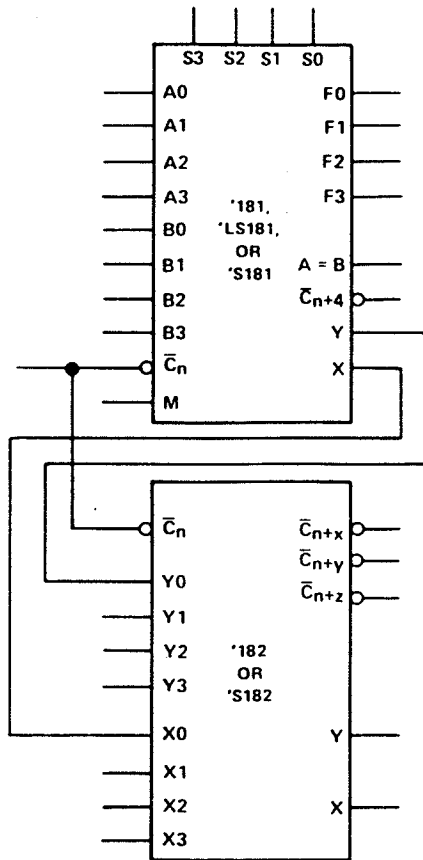 S3 S2 S1 S0
A0 F0
A1 F1
A2 F2
A3 F3
'181,
'LS181,
OR
'S181
B0
B1 A = B
B2 C̅n+4
B3 Y
C̅n X
M
C̅n C̅n+x
C̅n+y
Y0 C̅n+z
Y1
Y2 '182
OR
Y3 'S182
X0 Y
X1
X2 X
X3